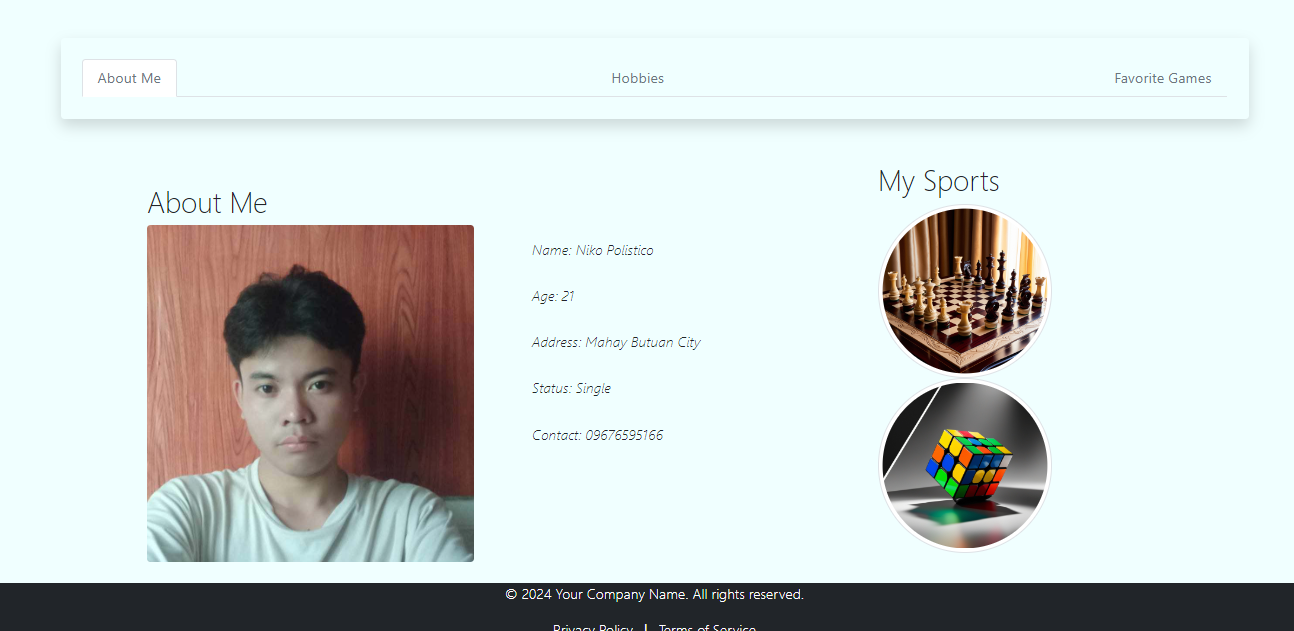 About Me
Hobbies
Favorite Games
About Me
Name: Niko Polistico
Age: 21
Address: Mahay Butuan City
Status: Single
Contact: 09676595166
My Sports
© 2024 Your Company Name. All rights reserved.
Privacy Policy | Terms of Service